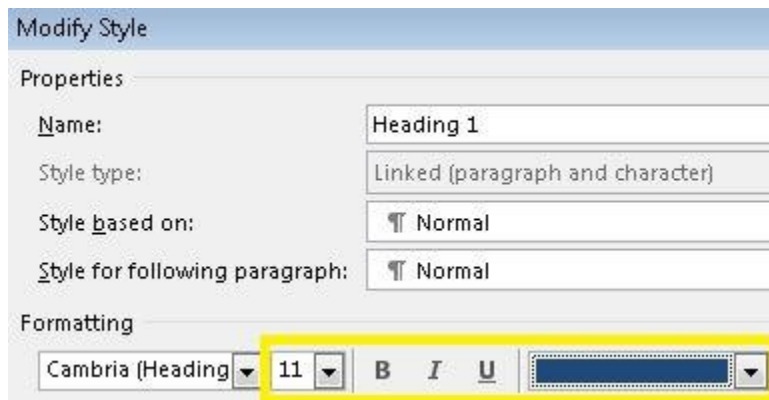 Modify Style
Properties
Name: Heading 1
Style type: Linked (paragraph and character)
Style based on: ¶ Normal
Style for following paragraph: ¶ Normal
Formatting
Cambria (Heading 11 B I U